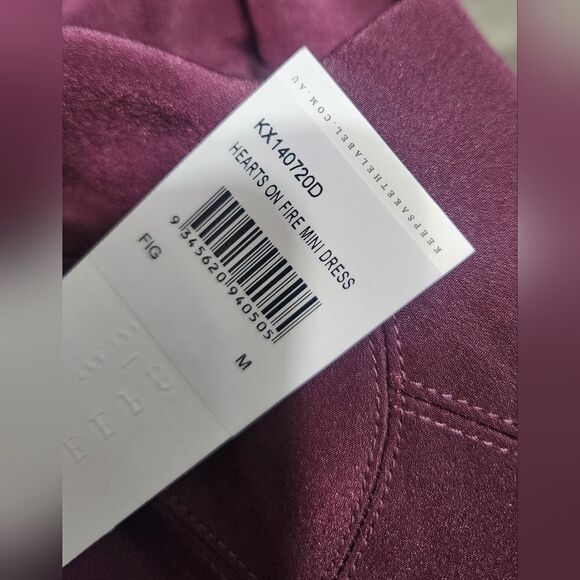 KEEPSAKETHELABEL.COM.AU
KX140720D
HEARTS ON FIRE MINI DRESS
9 345620 940505
FIG
M